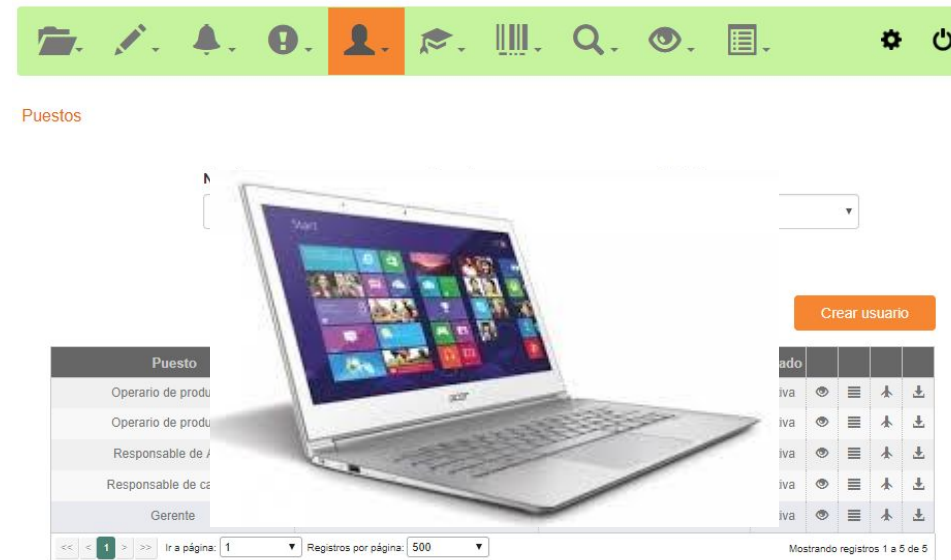 Puestos
N
Start
acer
Crear usuario
Puesto ado
Operario de produ iva
Operario de produ iva
Responsable de iva
Responsable de ca iva
Gerente iva
<< < 1 > >> Ir a página: 1 Registros por página: 500 Mostrando registros 1 a 5 de 5